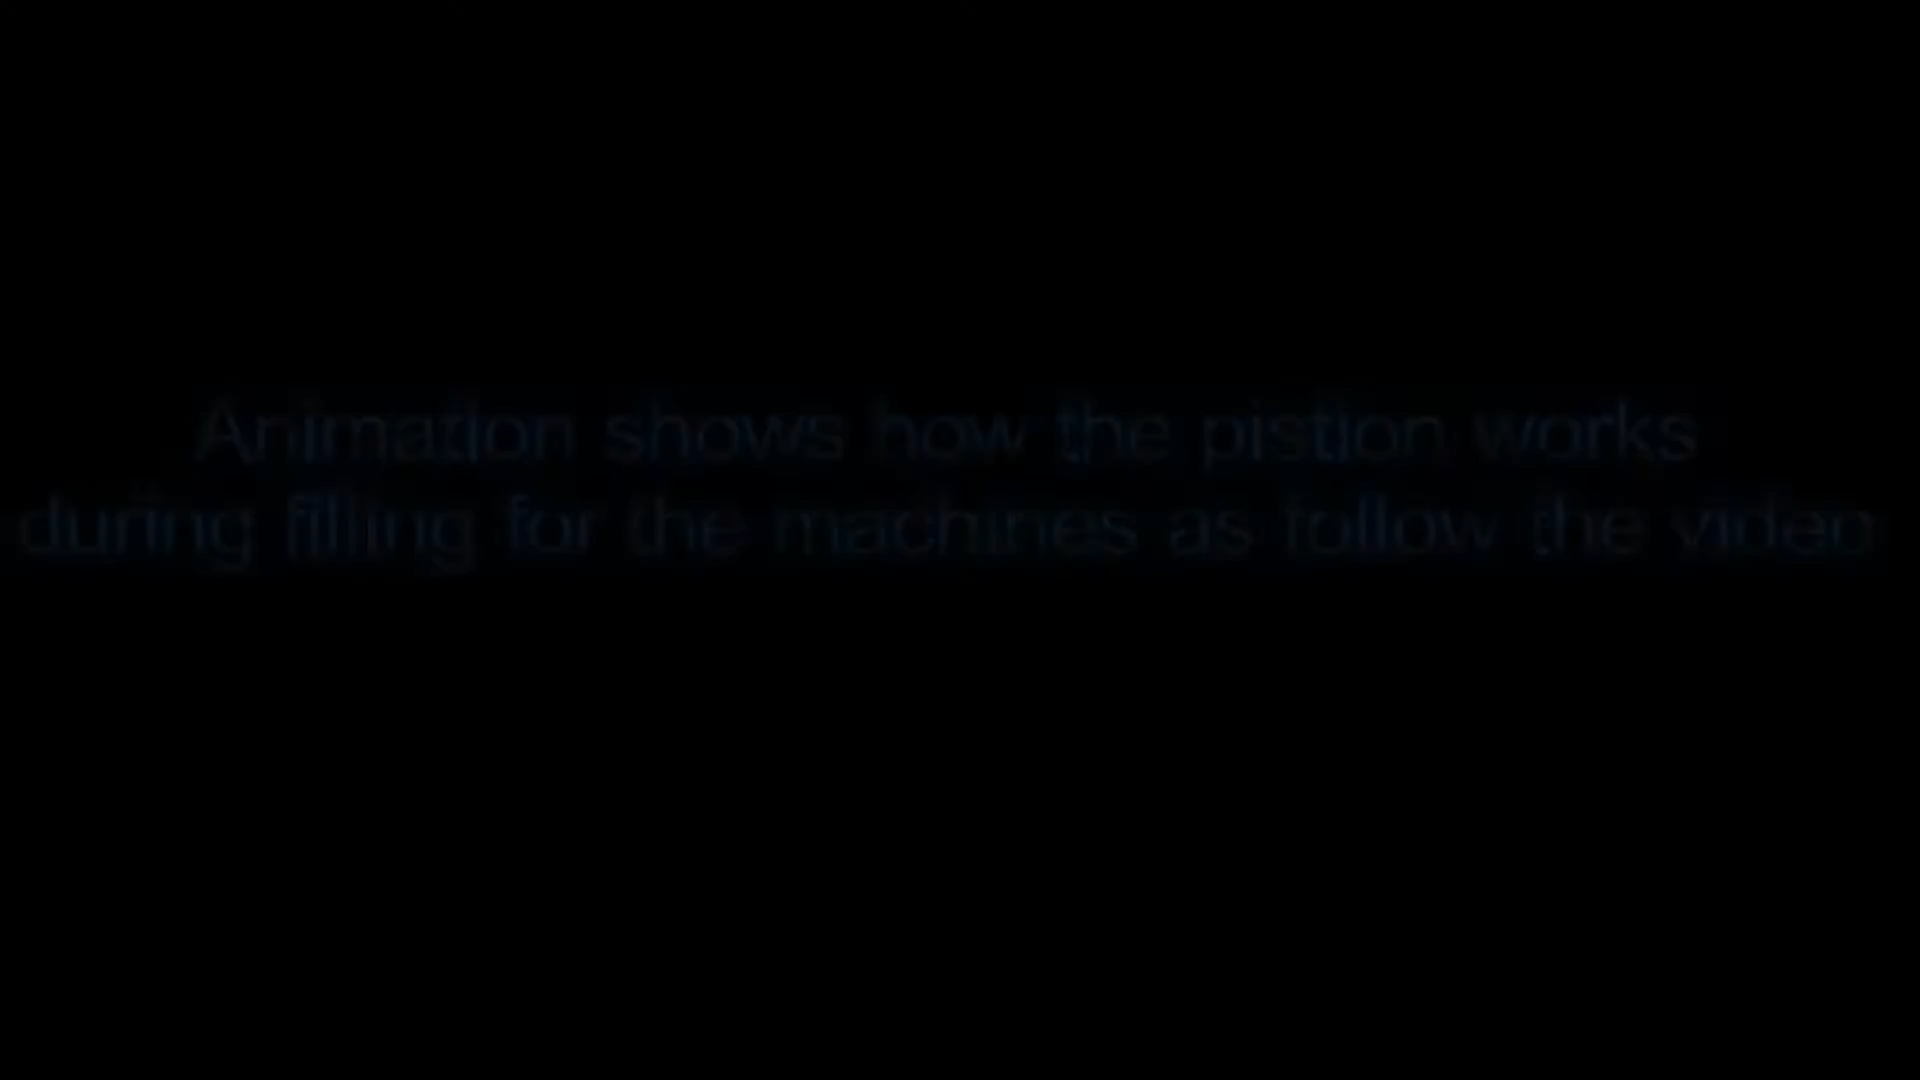 Animation shows how the pistion works
during filling for the machines as follow the video